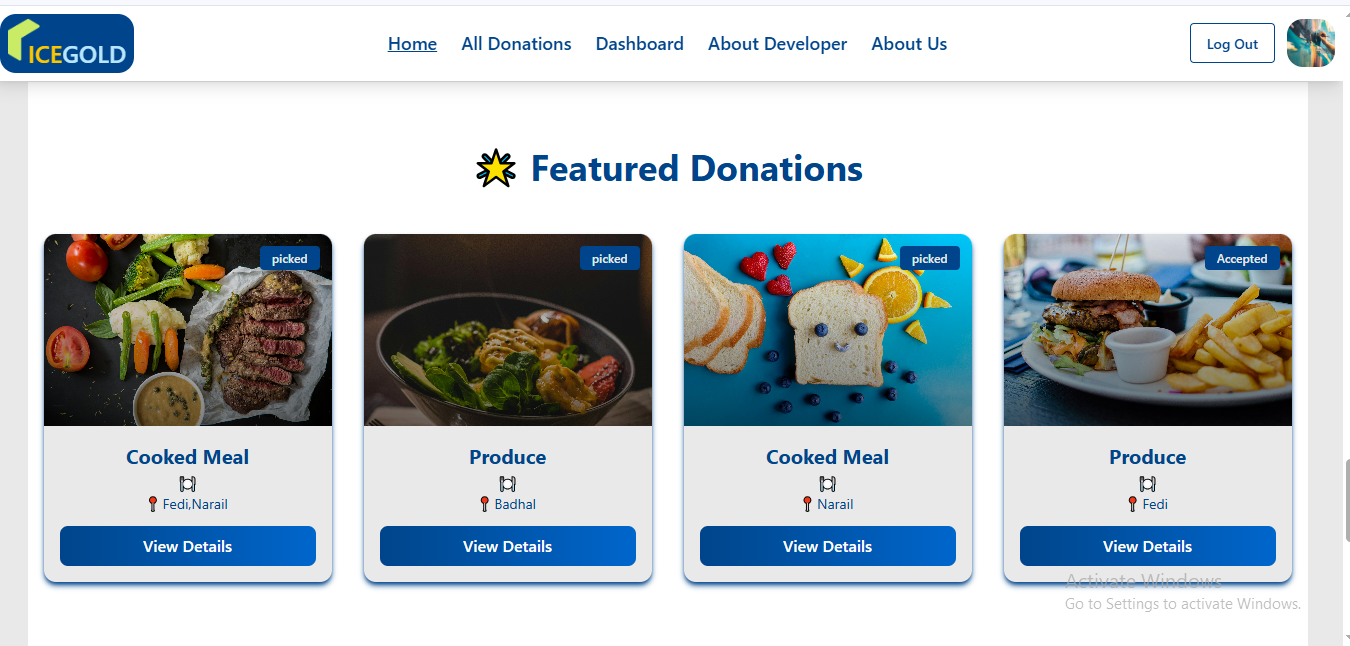 ICEGOLD
Home All Donations Dashboard About Developer About Us
Log Out
Featured Donations
picked
picked
picked
Accepted
Cooked Meal
Fedi,Narail
View Details
Produce
Badhal
View Details
Cooked Meal
Narail
View Details
Produce
Fedi
View Details
Activate Windows
Go to Settings to activate Windows.